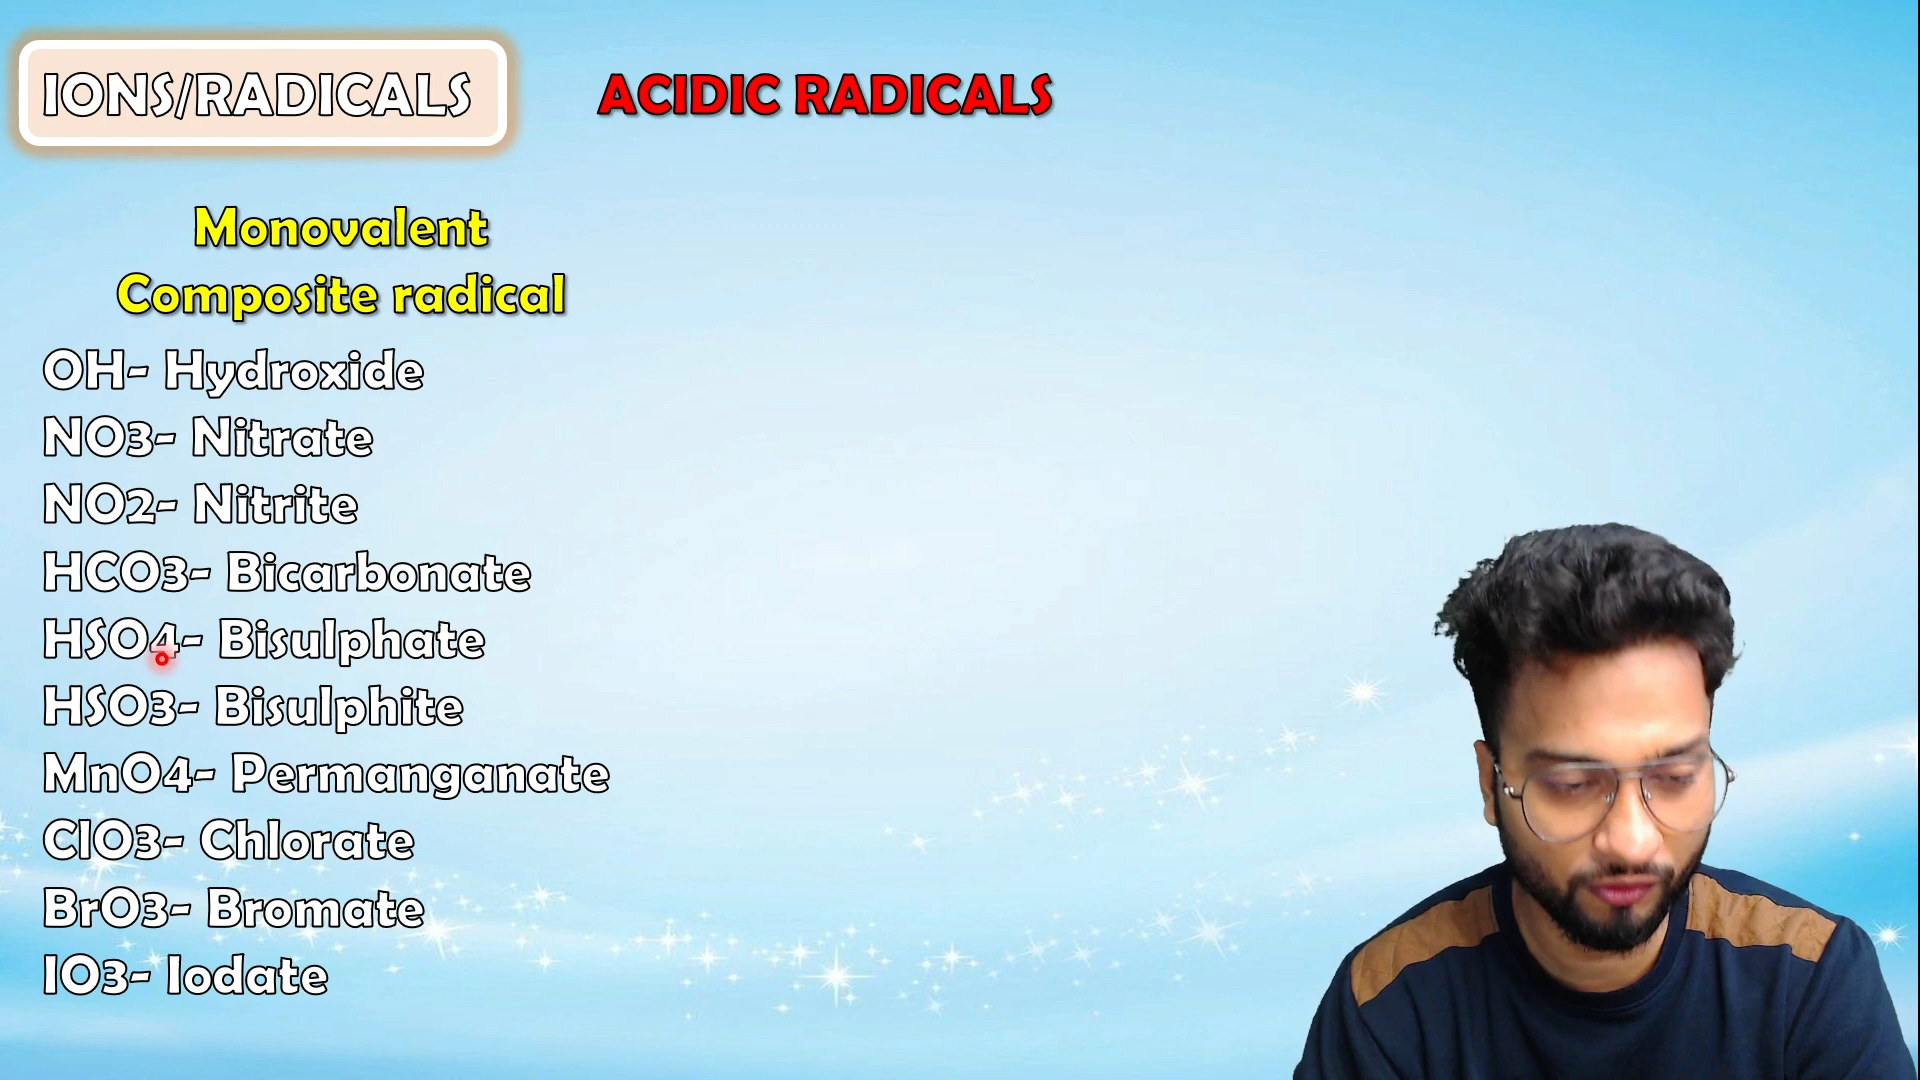 IONS/RADICALS
ACIDIC RADICALS
Monovalent
Composite radical
OH- Hydroxide
NO3- Nitrate
NO2- Nitrite
HCO3- Bicarbonate
HSO4- Bisulphate
HSO3- Bisulphite
MnO4- Permanganate
ClO3- Chlorate
BrO3- Bromate
IO3- Iodate